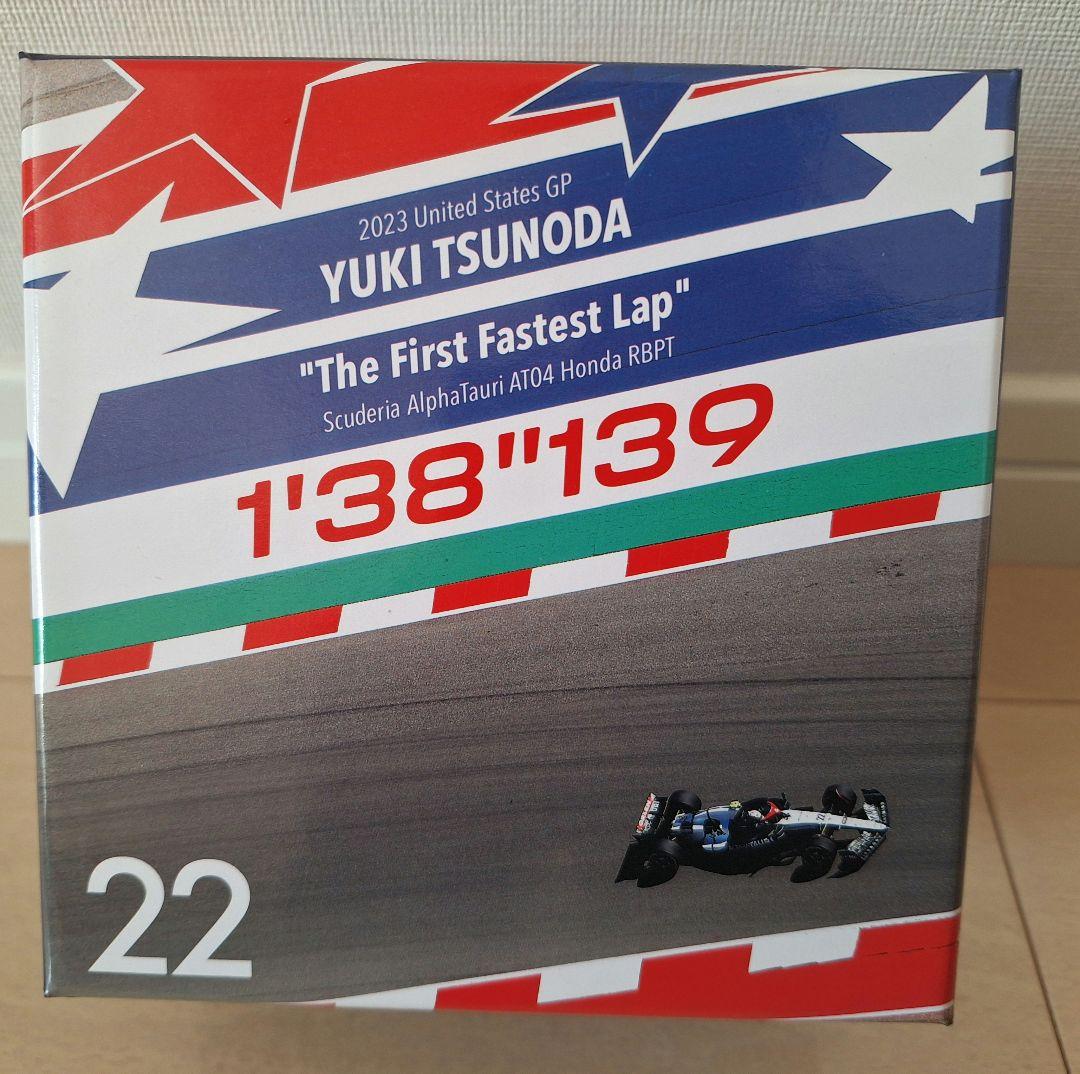 2023 United States GP
YUKI TSUNODA
"The First Fastest Lap"
Scuderia AlphaTauri AT04 Honda RBPT
1'38"139
22